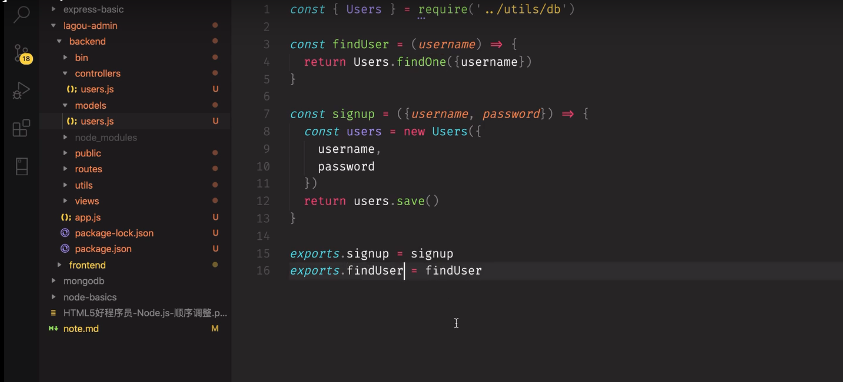 18
express-basic
lagou-admin
backend
bin
controllers
(); users.js U
models
(); users.js U
node_modules
public
routes
utils
views
(); app.js U
package-lock.json U
package.json U
frontend
mongodb
node-basics
HTML5好程序员-Node.js-顺序调整.p...
M↓ note.md M
1 const { Users } = require('../utils/db')
2
3 const findUser = (username) => {
4 return Users.findOne({username})
5 }
6
7 const signup = ({username, password}) => {
8 const users = new Users({
9 username,
10 password
11 })
12 return users.save()
13 }
14
15 exports.signup = signup
16 exports.findUser = findUser